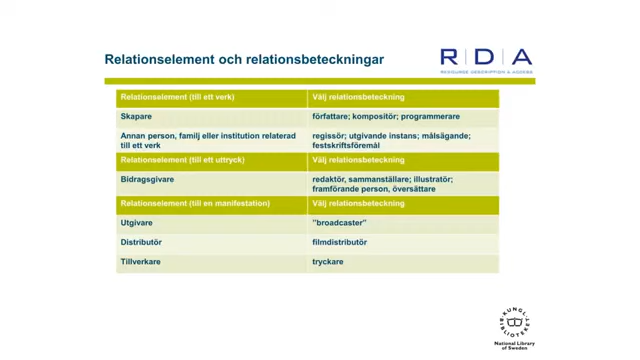 Relationselement och relationsbeteckningar
R|D|A
RESOURCE DESCRIPTION & ACCESS
Relationselement (till ett verk) Välj relationsbeteckning
Skapare författare; kompositör; programmerare
Annan person, familj eller institution relaterad regissör; utgivande instans; målsägande;
till ett verk festskriftsföremål
Relationselement (till ett uttryck) Välj relationsbeteckning
Bidragsgivare redaktör, sammanställare; illustratör;
framförande person, översättare
Relationselement (till en manifestation) Välj relationsbeteckning
Utgivare "broadcaster"
Distributör filmdistributör
Tillverkare tryckare
KUNGL. BIBLIOTEKET
National Library
of Sweden